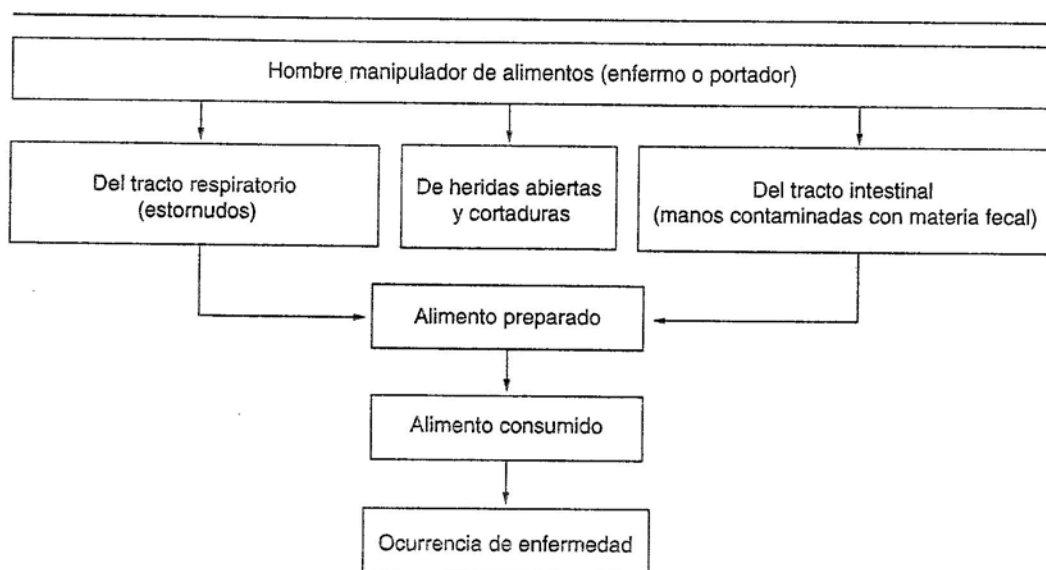 Hombre manipulador de alimentos (enfermo o portador)
Del tracto respiratorio
(estornudos)
De heridas abiertas
y cortaduras
Del tracto intestinal
(manos contaminadas con materia fecal)
Alimento preparado
Alimento consumido
Ocurrencia de enfermedad